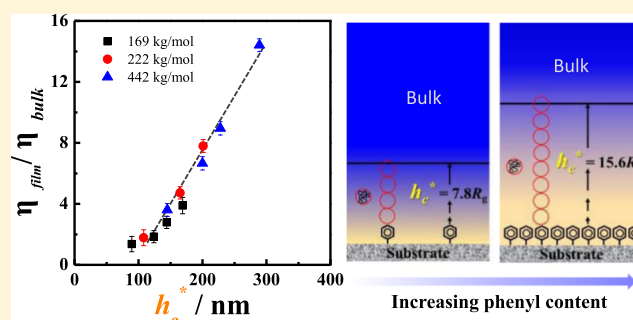 16
12
8
4
0
η film / η bulk
169 kg/mol
222 kg/mol
442 kg/mol
0 100 200 300 400
h c * / nm
Bulk
h c * = 7.8R g
Substrate
Bulk
h c * = 15.6R
Substrate
Increasing phenyl content